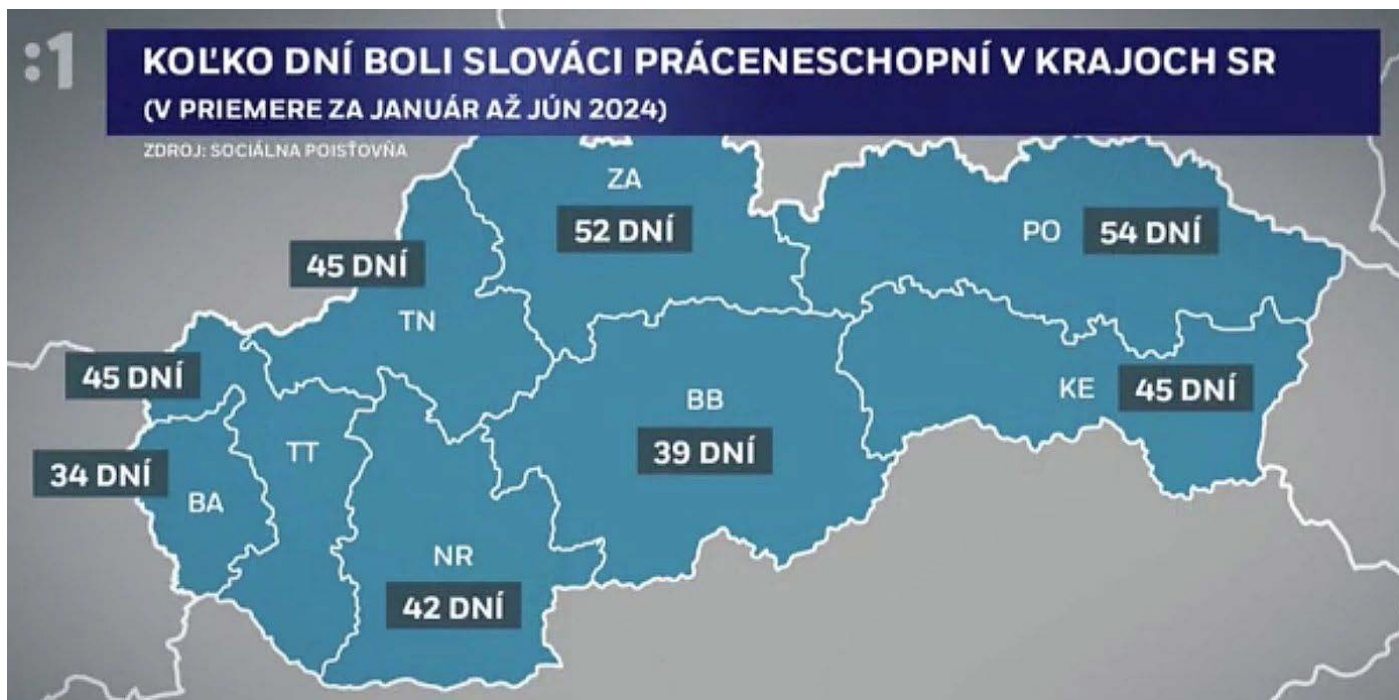 :1
KOĽKO DNÍ BOLI SLOVÁCI PRÁCENESCHOPNÍ V KRAJOCH SR
(V PRIEMERE ZA JANUÁR AŽ JÚN 2024)
ZDROJ: SOCIÁLNA POISŤOVŇA
ZA
52 DNÍ
PO
54 DNÍ
45 DNÍ
TN
45 DNÍ
KE
45 DNÍ
BB
39 DNÍ
TT
34 DNÍ
BA
NR
42 DNÍ